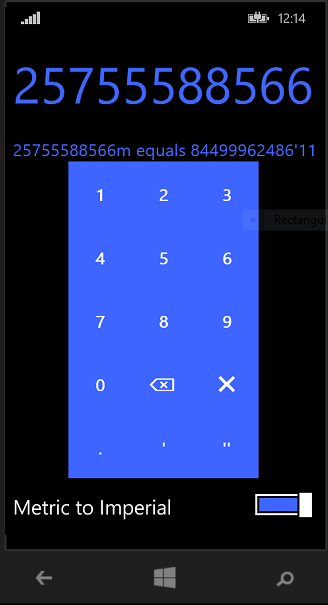 12:14
25755588566
25755588566m equals 84499962486'11
1 2 3
Rectangu
4 5 6
7 8 9
0
. ' "
Metric to Imperial